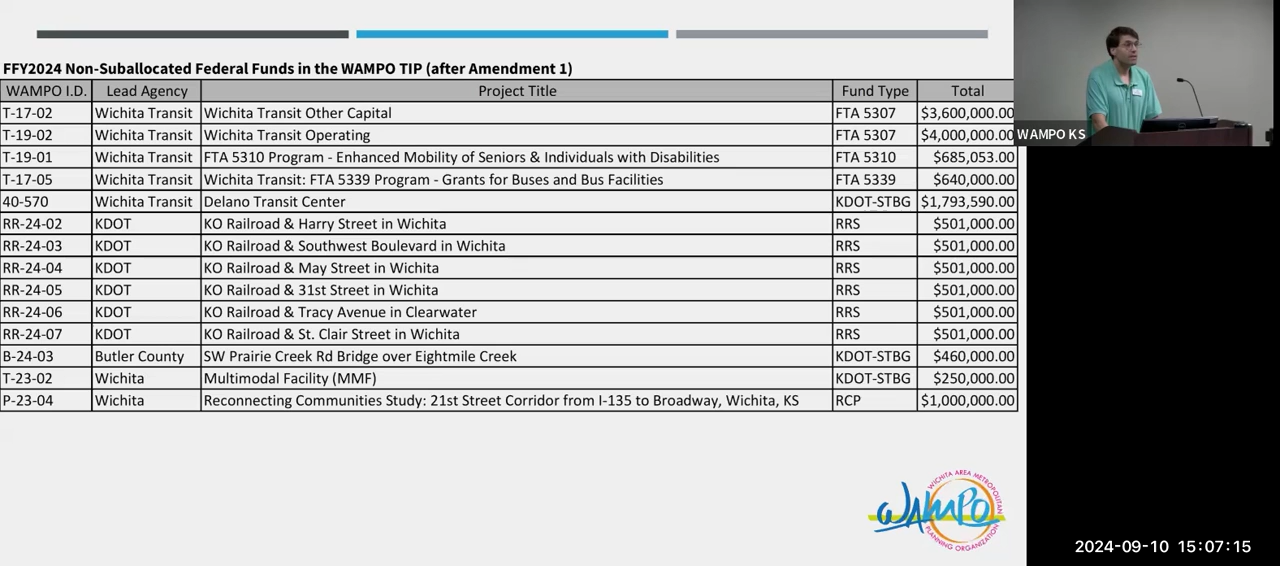 FFY2024 Non-Suballocated Federal Funds in the WAMPO TIP (after Amendment 1)
WAMPO I.D. Lead Agency Project Title Fund Type Total
T-17-02 Wichita Transit Wichita Transit Other Capital FTA 5307 $3,600,000.00
T-19-02 Wichita Transit Wichita Transit Operating FTA 5307 $4,000,000.00
T-19-01 Wichita Transit FTA 5310 Program - Enhanced Mobility of Seniors & Individuals with Disabilities FTA 5310 $685,053.00
T-17-05 Wichita Transit Wichita Transit: FTA 5339 Program - Grants for Buses and Bus Facilities FTA 5339 $640,000.00
40-570 Wichita Transit Delano Transit Center KDOT-STBG $1,793,590.00
RR-24-02 KDOT KO Railroad & Harry Street in Wichita RRS $501,000.00
RR-24-03 KDOT KO Railroad & Southwest Boulevard in Wichita RRS $501,000.00
RR-24-04 KDOT KO Railroad & May Street in Wichita RRS $501,000.00
RR-24-05 KDOT KO Railroad & 31st Street in Wichita RRS $501,000.00
RR-24-06 KDOT KO Railroad & Tracy Avenue in Clearwater RRS $501,000.00
RR-24-07 KDOT KO Railroad & St. Clair Street in Wichita RRS $501,000.00
B-24-03 Butler County SW Prairie Creek Rd Bridge over Eightmile Creek KDOT-STBG $460,000.00
T-23-02 Wichita Multimodal Facility (MMF) KDOT-STBG $250,000.00
P-23-04 Wichita Reconnecting Communities Study: 21st Street Corridor from I-135 to Broadway, Wichita, KS RCP $1,000,000.00
WAMPO KS
WICHITA AREA METROPOLITAN
WAMPO
PLANNING ORGANIZATION
2024-09-10 15:07:15